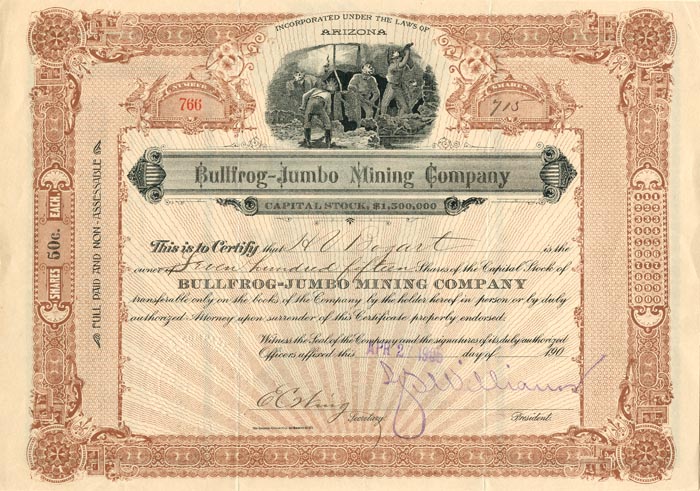 INCORPORATED UNDER THE LAWS OF
ARIZONA
NUMBER
766
SHARES
715
Bullfrog-Jumbo Mining Company
CAPITAL STOCK, $1,500,000
FULL PAID AND NON-ASSESSABLE
SHARES 50c. EACH
This is to Certify that H V Bogart is the
owner of Seven hundred fifteen Shares of the Capital Stock of
BULLFROG-JUMBO MINING COMPANY
transferable only on the books of the Company by the holder hereof in person or by duly
authorized Attorney upon surrender of this Certificate properly endorsed.
Witness the Seal of the Company and the signatures of its duly authorized
Officers affixed this APR 2 day of 190
Williams
Secretary.
President.